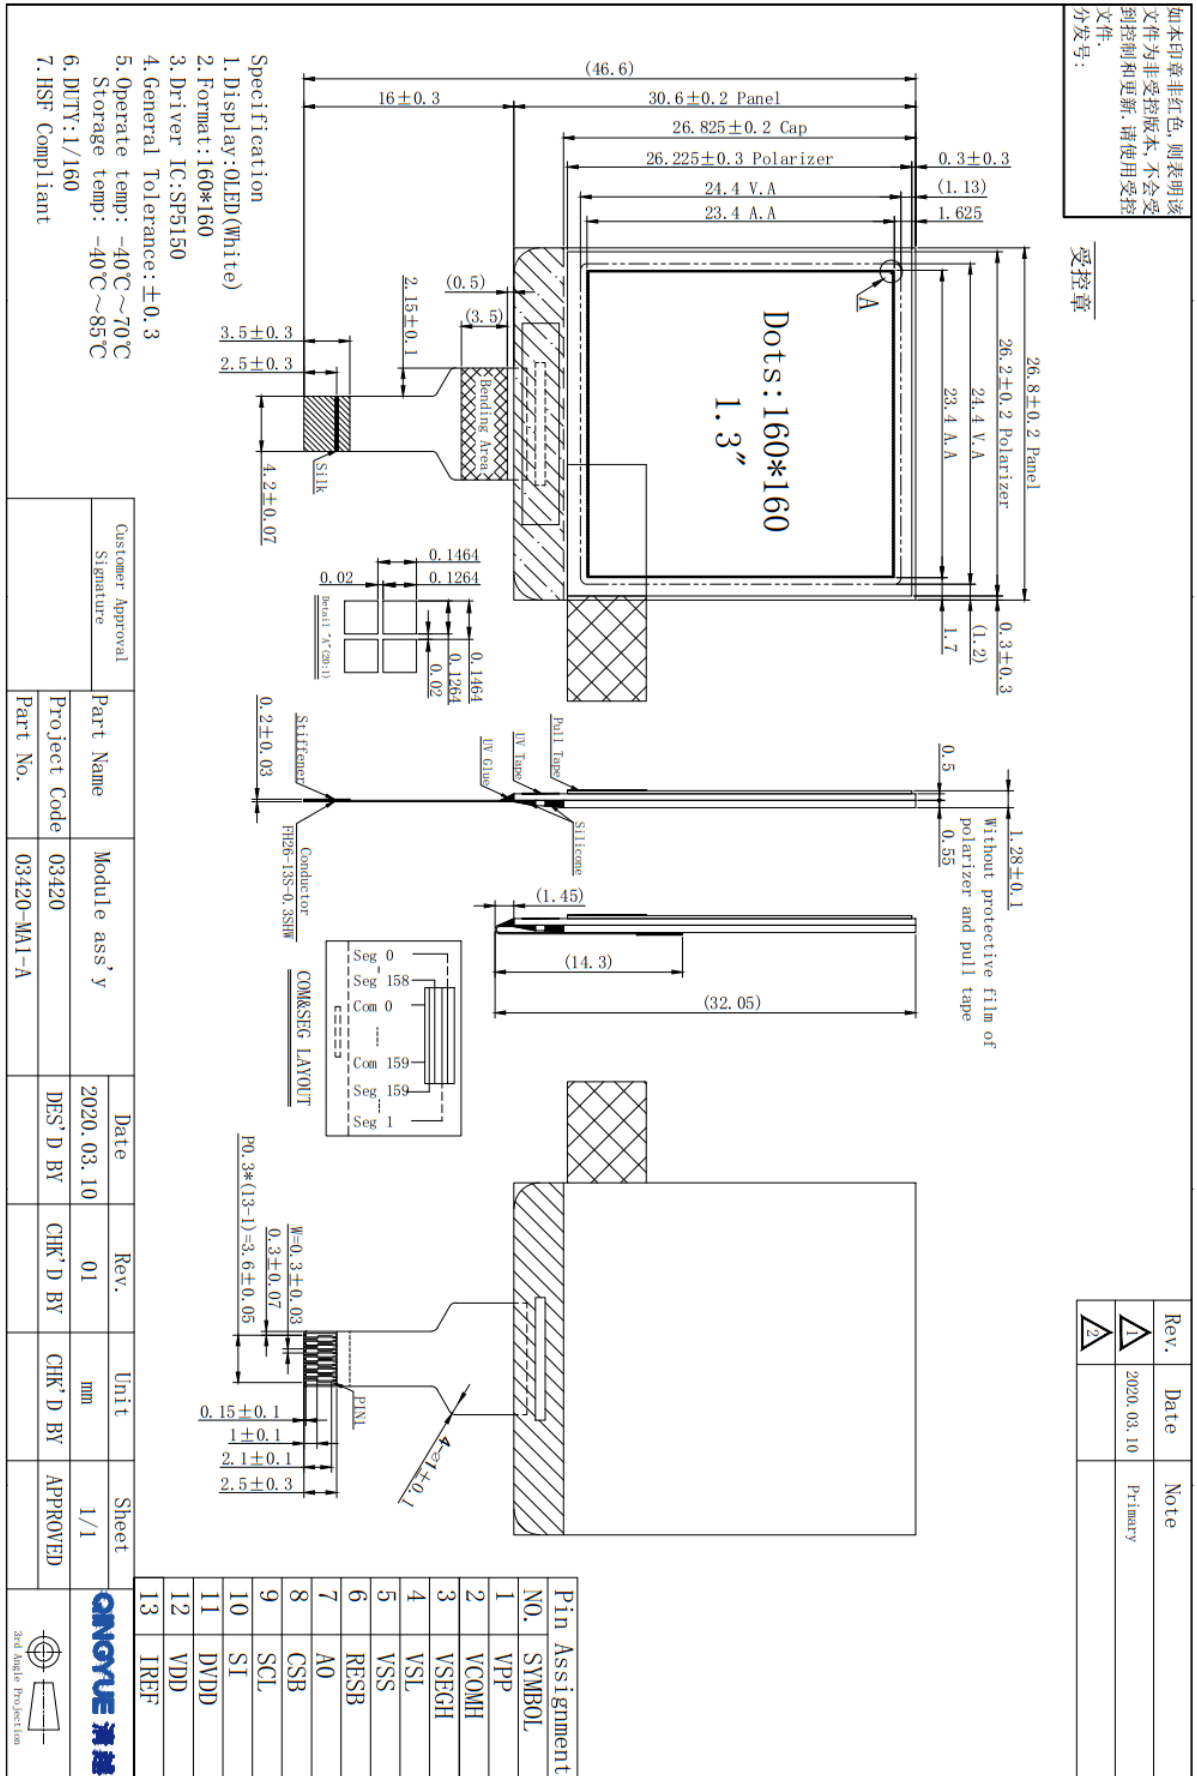 如本印章非红色,则表明该
文件为非受控版本,不会受
到控制和更新.请使用受控
文件.
分发号:
受控章
Rev. Date Note
1 2020.03.10 Primary
2
(46.6)
16±0.3
30.6±0.2 Panel
26.825±0.2 Cap
26.225±0.3 Polarizer
0.3±0.3
24.4 V.A
(1.13)
23.4 A.A
1.625
26.8±0.2 Panel
26.2±0.2 Polarizer
24.4 V.A
23.4 A.A
0.3±0.3
(1.2)
1.7
A
Dots:160*160
1.3″
(0.5)
(3.5)
2.15±0.1
3.5±0.3
2.5±0.3
Bending Area
Silk
4.2±0.07
0.1464
0.1264
0.02
0.1464
0.1264
0.02
Detail "A"(20:1)
Specification
1.Display:OLED(White)
2.Format:160*160
3.Driver IC:SP5150
4.General Tolerance:±0.3
5.Operate temp: -40℃~70℃
Storage temp: -40℃~85℃
6.DUTY:1/160
7.HSF Compliant
0.5
1.28±0.1
0.55
Without protective film of
polarizer and pull tape
Pull Tape
UV Tape
UV Glue
Silicone
Stiffener
Conductor
FH26-13S-0.3SHW
0.2±0.03
(1.45)
(14.3)
(32.05)
Seg 0
Seg 158
Com 0
Com 159
Seg 159
Seg 1
COM&SEG LAYOUT
W=0.3±0.03
0.3±0.07
P0.3*(13-1)=3.6±0.05
PIN1
0.15±0.1
1±0.1
2.1±0.1
2.5±0.3
4-⌀1±0.1
Pin Assignment
NO. SYMBOL
1 VPP
2 VCOMH
3 VSEGH
4 VSL
5 VSS
6 RESB
7 A0
8 CSB
9 SCL
10 SI
11 DVDD
12 VDD
13 IREF
Customer Approval
Signature
Part Name Module ass'y
Project Code 03420
Part No. 03420-MA1-A
Date Rev. Unit Sheet
2020.03.10 01 mm 1/1
DES'D BY CHK'D BY CHK'D BY APPROVED
QINGYUE 清越
3rd Angle Projection